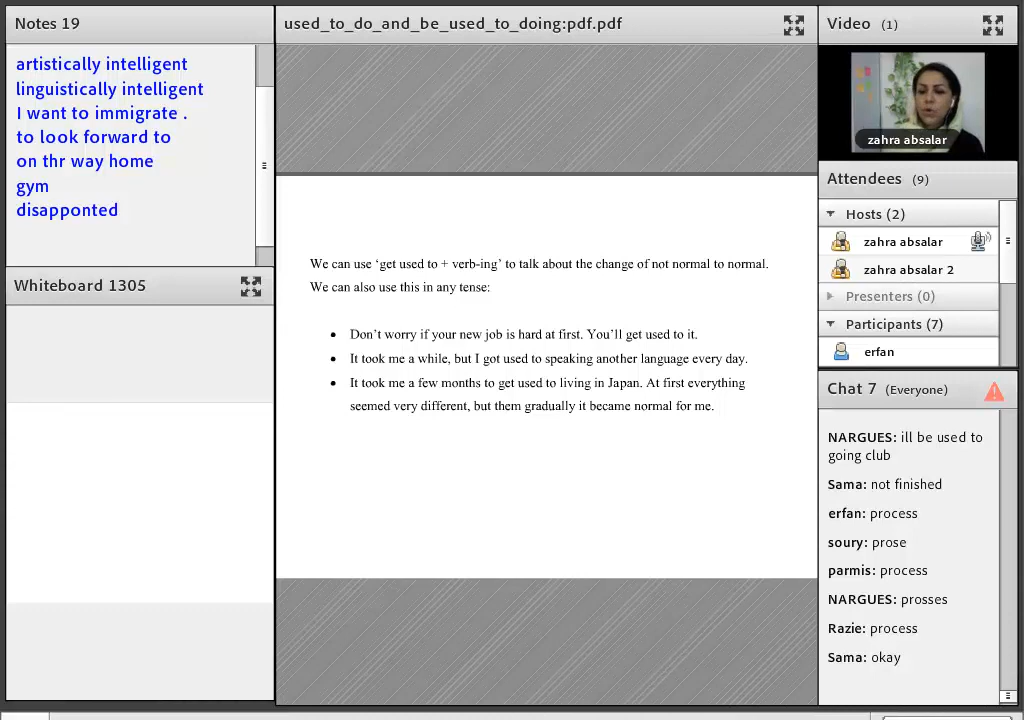 Notes 19
artistically intelligent
linguistically intelligent
I want to immigrate .
to look forward to
on thr way home
gym
disapponted
Whiteboard 1305
used_to_do_and_be_used_to_doing:pdf.pdf
We can use ‘get used to + verb-ing’ to talk about the change of not normal to normal.
We can also use this in any tense:
• Don’t worry if your new job is hard at first. You’ll get used to it.
• It took me a while, but I got used to speaking another language every day.
• It took me a few months to get used to living in Japan. At first everything
seemed very different, but them gradually it became normal for me.
Video (1)
zahra absalar
Attendees (9)
Hosts (2)
zahra absalar
zahra absalar 2
Presenters (0)
Participants (7)
erfan
Chat 7 (Everyone)
NARGUES: ill be used to
going club
Sama: not finished
erfan: process
soury: prose
parmis: process
NARGUES: prosses
Razie: process
Sama: okay